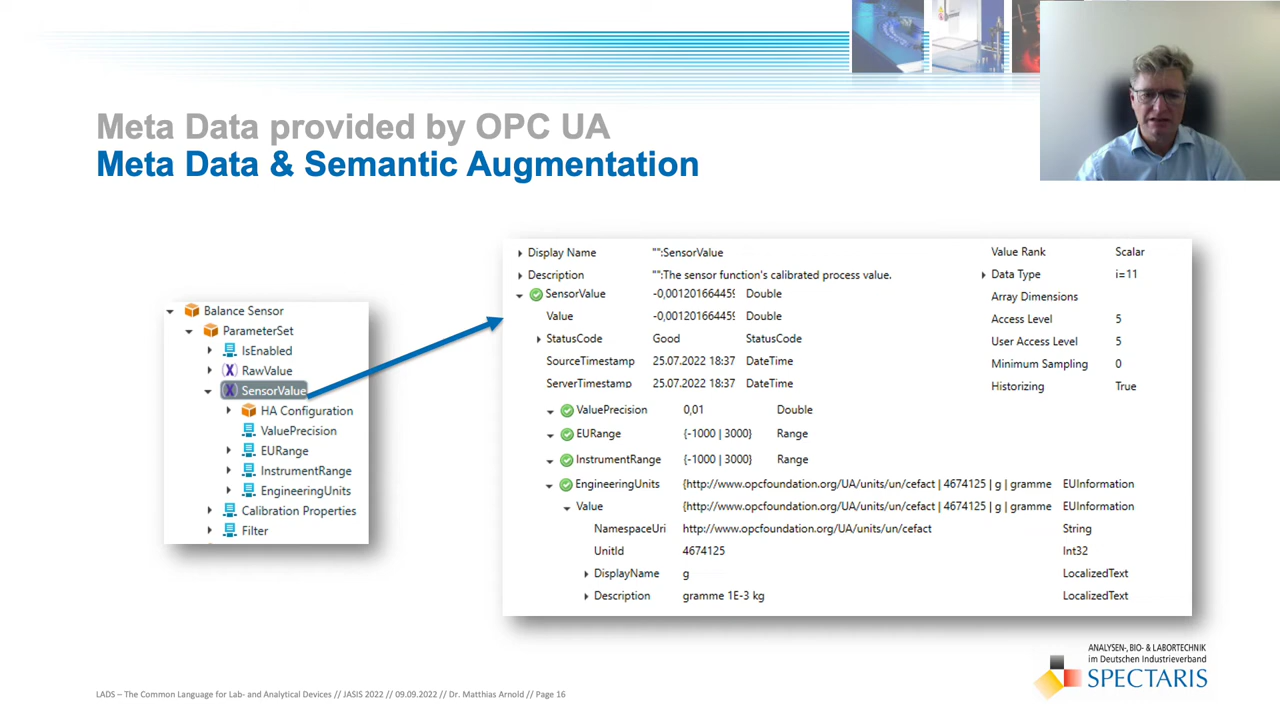 Meta Data provided by OPC UA
Meta Data & Semantic Augmentation
Balance Sensor
ParameterSet
IsEnabled
RawValue
SensorValue
HA Configuration
ValuePrecision
EURange
InstrumentRange
EngineeringUnits
Calibration Properties
Filter
Display Name "":SensorValue Value Rank Scalar
Description "":The sensor function's calibrated process value. Data Type i=11
SensorValue -0,001201664459 Double Array Dimensions
Value -0,001201664459 Double Access Level 5
StatusCode Good StatusCode User Access Level 5
SourceTimestamp 25.07.2022 18:37 DateTime Minimum Sampling 0
ServerTimestamp 25.07.2022 18:37 DateTime Historizing True
ValuePrecision 0,01 Double
EURange {-1000 | 3000} Range
InstrumentRange {-1000 | 3000} Range
EngineeringUnits {http://www.opcfoundation.org/UA/units/un/cefact | 4674125 | g | gramme EUInformation
Value {http://www.opcfoundation.org/UA/units/un/cefact | 4674125 | g | gramme EUInformation
NamespaceUri http://www.opcfoundation.org/UA/units/un/cefact String
UnitId 4674125 Int32
DisplayName g LocalizedText
Description gramme 1E-3 kg LocalizedText
ANALYSEN-, BIO- & LABORTECHNIK
im Deutschen Industrieverband
SPECTARIS
LADS – The Common Language for Lab- and Analytical Devices // JASIS 2022 // 09.09.2022 // Dr. Matthias Arnold // Page 16